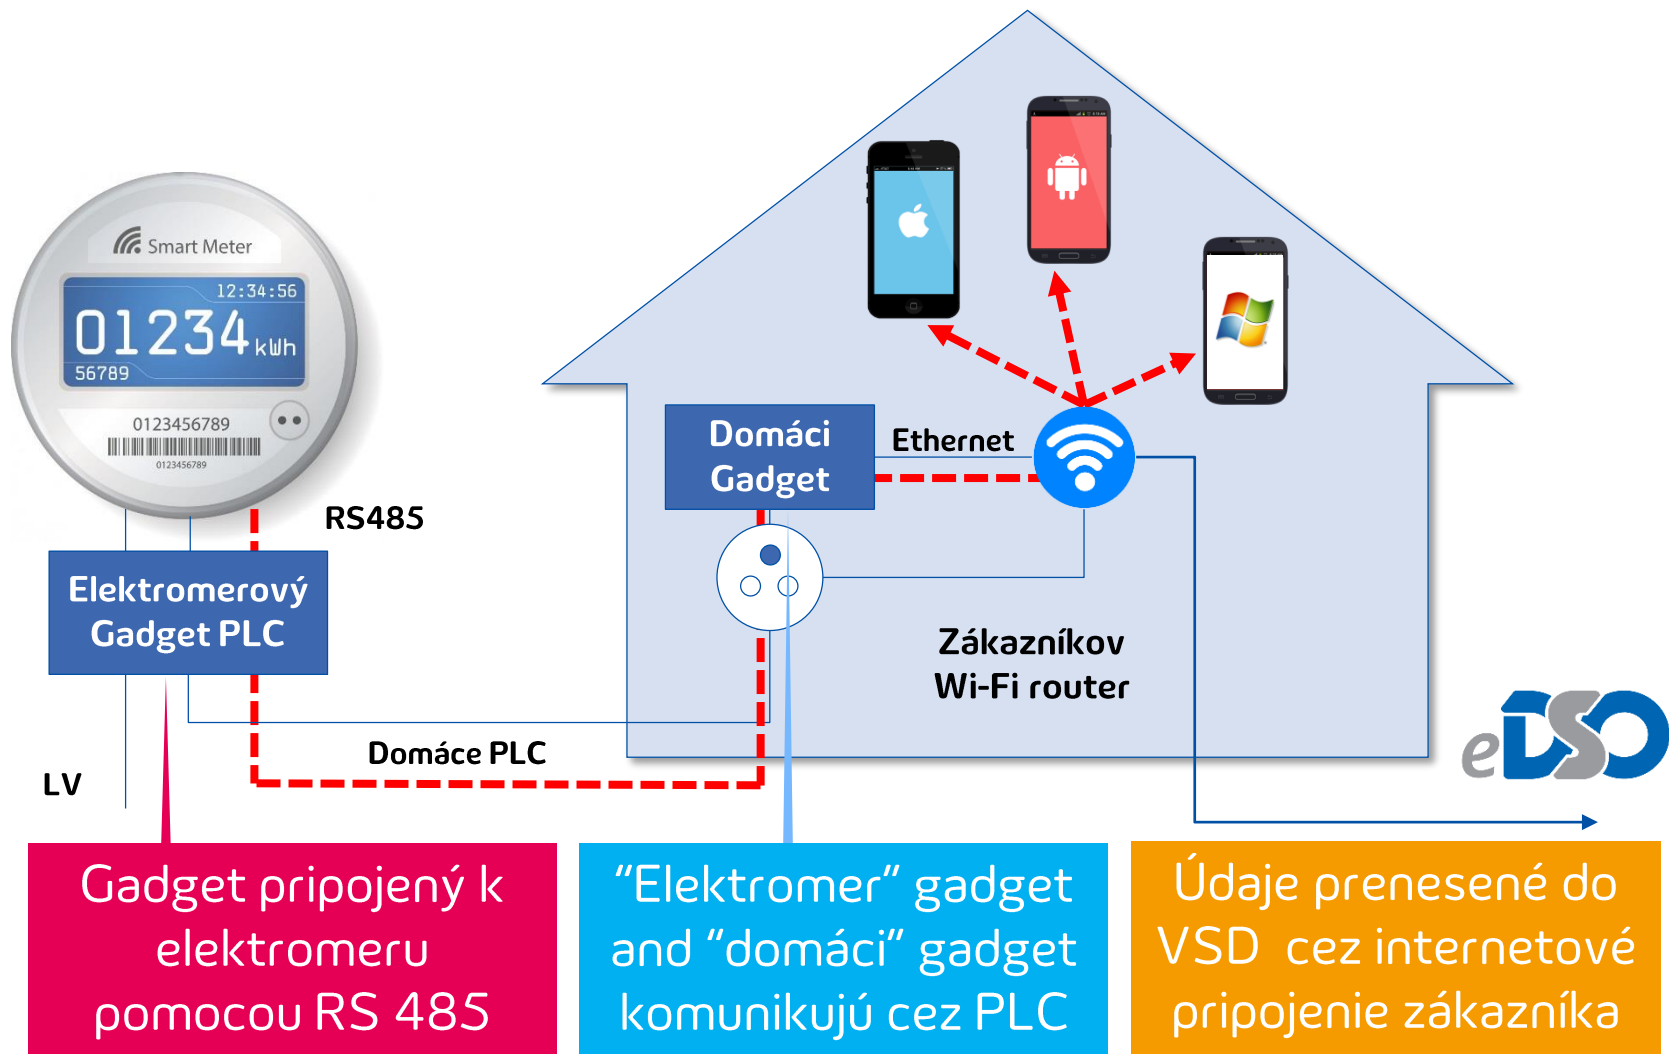 Smart Meter
12:34:56
01234 kWh
56789
0123456789
0123456789
RS485
Elektromerový
Gadget PLC
LV
Domáce PLC
Domáci
Gadget
Ethernet
Zákazníkov
Wi-Fi router
eDSO
Gadget pripojený k
elektromeru
pomocou RS 485
“Elektromer” gadget
and “domáci” gadget
komunikujú cez PLC
Údaje prenesené do
VSD cez internetové
pripojenie zákazníka